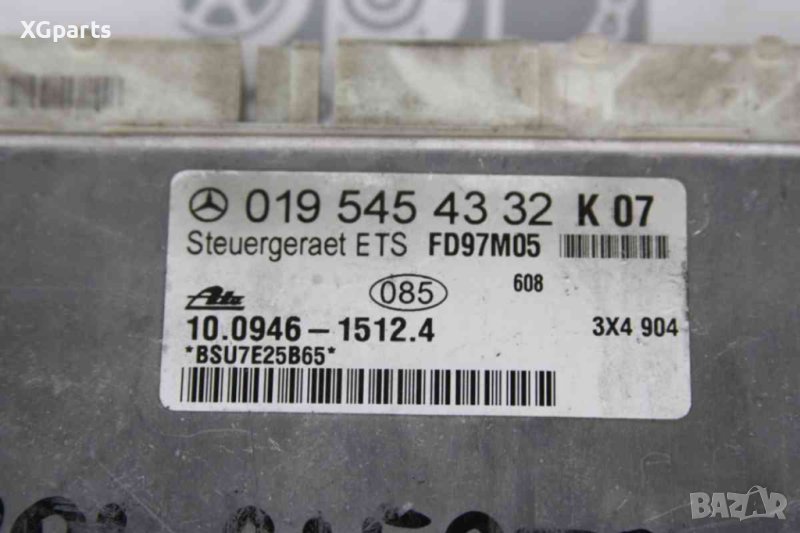 XGparts
019 545 43 32 K 07
Steuergeraet ETS FD97M05
Ate 085 608
10.0946-1512.4 3X4 904
*BSU7E25B65*
BAZAR